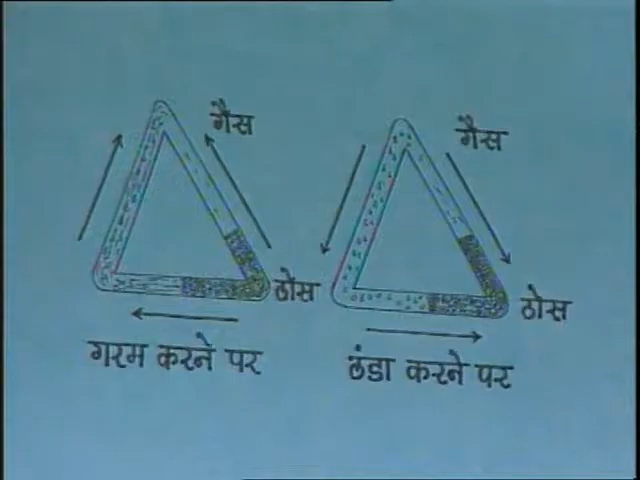 गैस
गैस
ठोस
ठोस
गरम करने पर
ठंडा करने पर